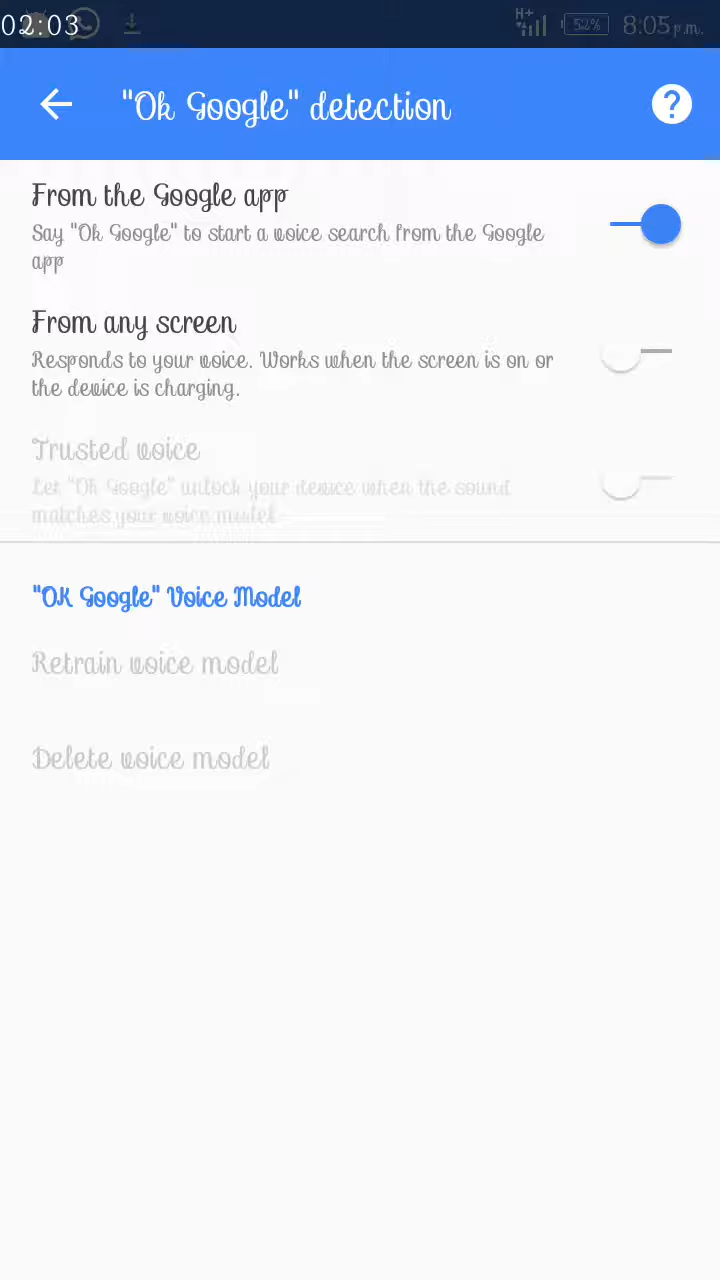 02:03 H+ 52% 8:05 p.m.
"Ok Google" detection ?
From the Google app
Say "Ok Google" to start a voice search from the Google
app
From any screen
Responds to your voice. Works when the screen is on or
the device is charging.
Trusted voice
Let "Ok Google" unlock your device when the sound
matches your voice model.
"OK Google" Voice Model
Retrain voice model
Delete voice model